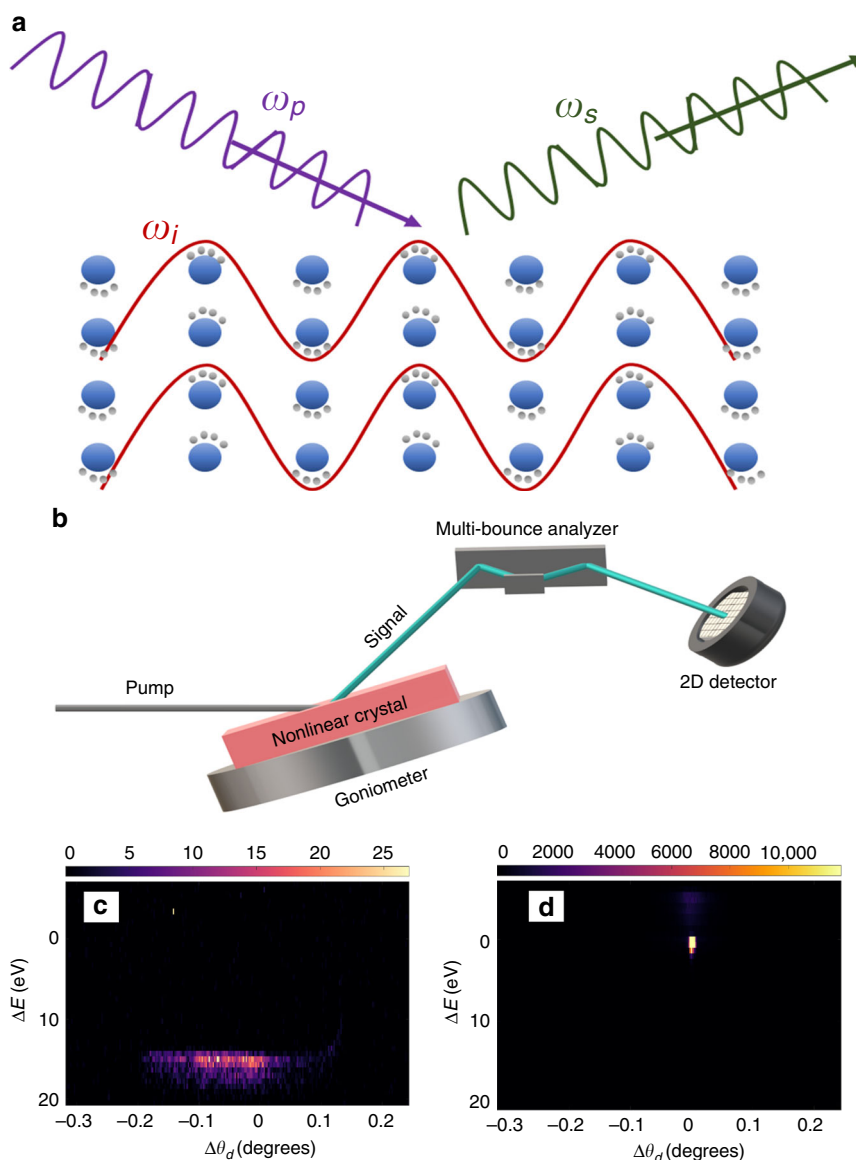 a
ωp
ωs
ωi
b
Multi-bounce analyzer
Signal
2D detector
Pump
Nonlinear crystal
Goniometer
0 5 10 15 20 25
0 2000 4000 6000 8000 10,000
c
d
ΔE (eV)
0
10
20
ΔE (eV)
0
10
20
–0.3 –0.2 –0.1 0 0.1 0.2
–0.3 –0.2 –0.1 0 0.1 0.2
Δθd (degrees)
Δθd (degrees)